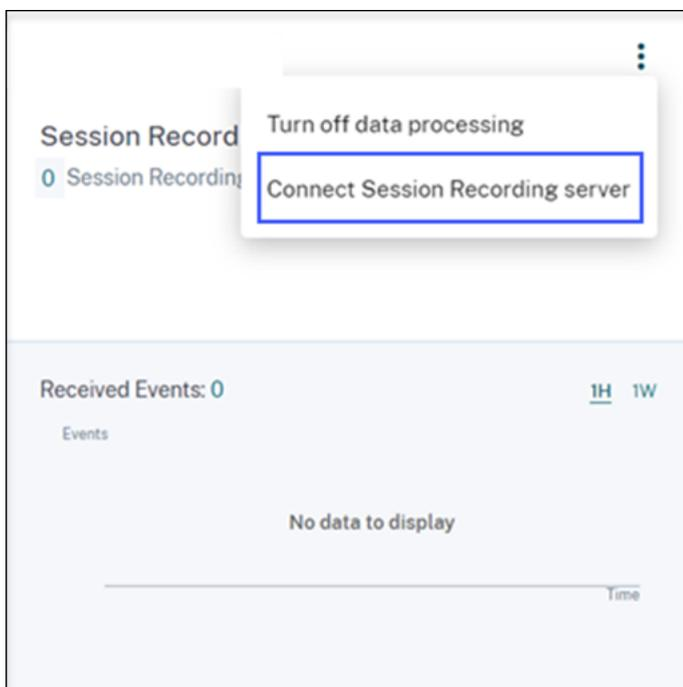 Turn off data processing
Session Record
0 Session Recording
Connect Session Recording server
Received Events: 0
1H 1W
Events
No data to display
Time